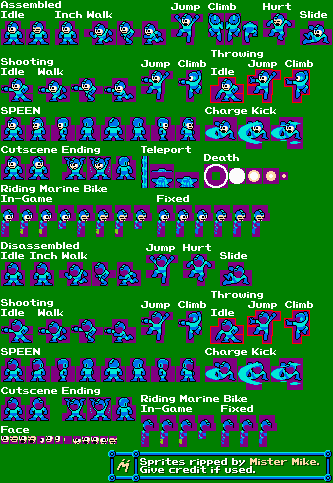 Assembled
Idle Inch Walk Jump Climb Hurt Slide
Shooting Throwing
Idle Walk Jump Climb Idle Jump Climb
SPEEN Charge Kick
Cutscene Ending Teleport Death
Riding Marine Bike
In-Game Fixed
Disassembled
Idle Inch Walk Jump Hurt Slide
Shooting Throwing
Idle Walk Jump Climb Idle Jump Climb
SPEEN Charge Kick
Cutscene Ending Riding Marine Bike
In-Game Fixed
Face
Sprites ripped by Mister Mike.
Give credit if used.